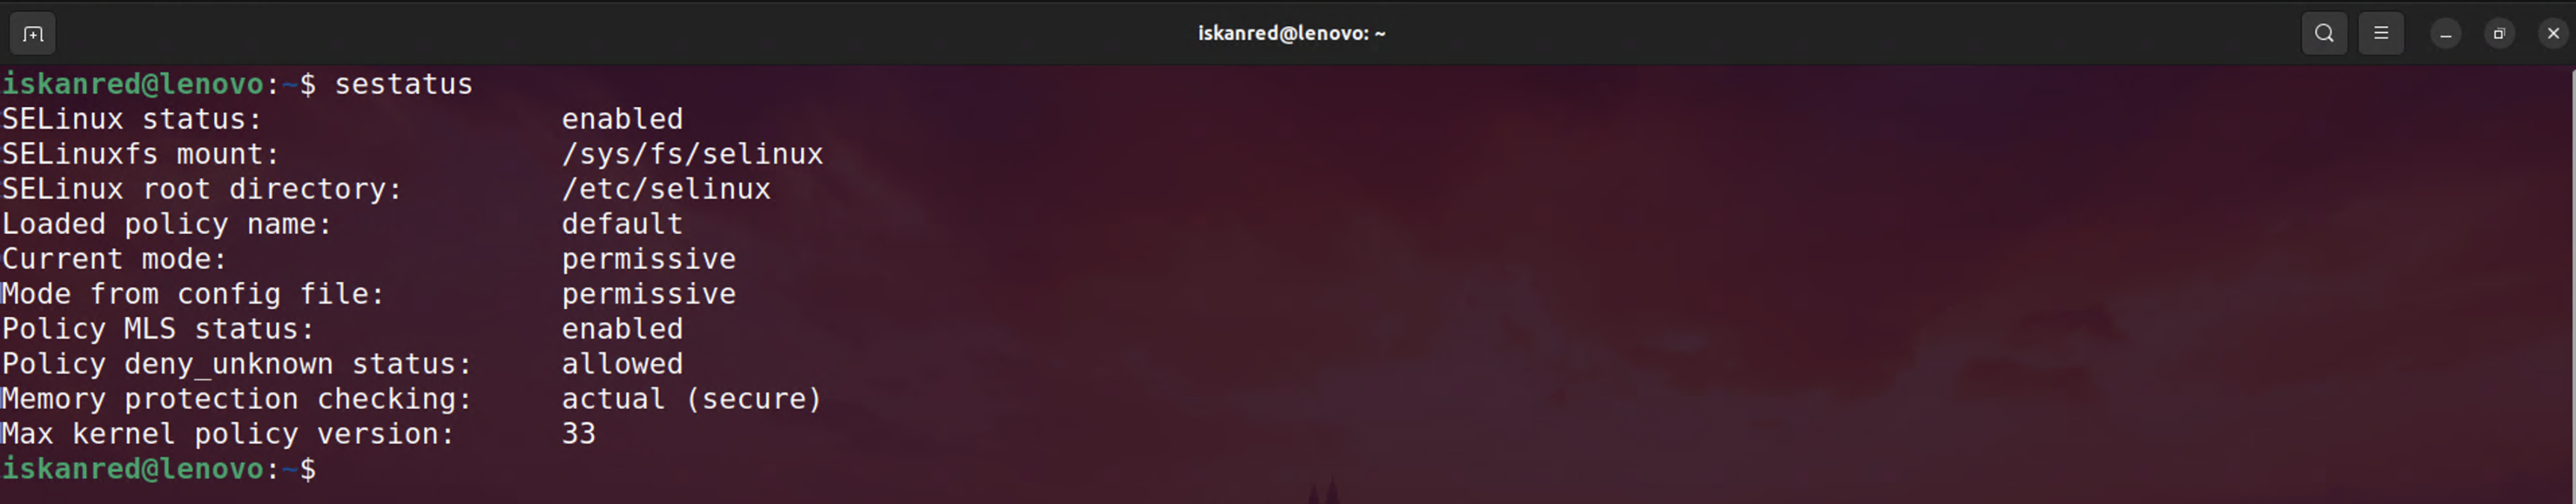 iskanred@lenovo: ~
iskanred@lenovo:~$ sestatus
SELinux status:                 enabled
SELinuxfs mount:                /sys/fs/selinux
SELinux root directory:         /etc/selinux
Loaded policy name:             default
Current mode:                   permissive
Mode from config file:          permissive
Policy MLS status:              enabled
Policy deny_unknown status:     allowed
Memory protection checking:     actual (secure)
Max kernel policy version:      33
iskanred@lenovo:~$